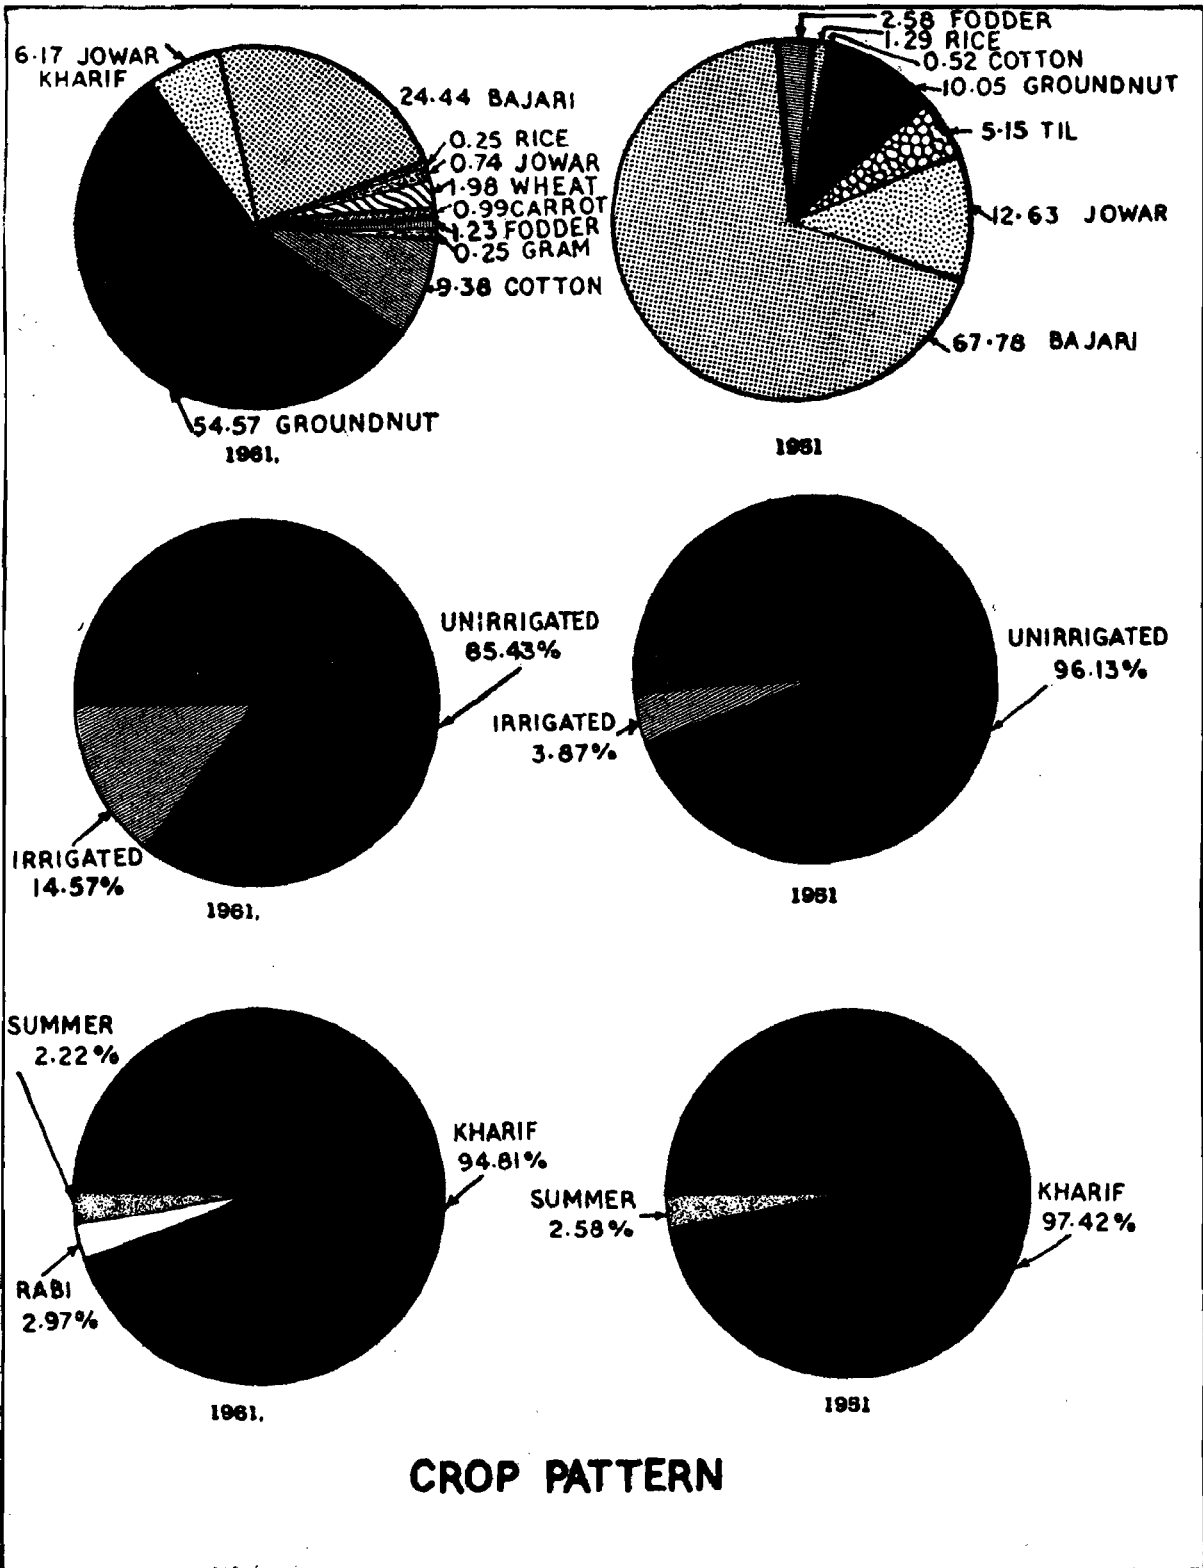 6.17 JOWAR
KHARIF
24.44 BAJARI
0.25 RICE
0.74 JOWAR
1.98 WHEAT
0.99 CARROT
1.23 FODDER
0.25 GRAM
9.38 COTTON
54.57 GROUNDNUT
1961.
2.58 FODDER
1.29 RICE
0.52 COTTON
10.05 GROUNDNUT
5.15 TIL
12.63 JOWAR
67.78 BAJARI
1951
UNIRRIGATED
85.43%
IRRIGATED
14.57%
1961.
UNIRRIGATED
96.13%
IRRIGATED
3.87%
1951
SUMMER
2.22%
KHARIF
94.81%
RABI
2.97%
1961.
SUMMER
2.58%
KHARIF
97.42%
1951
CROP PATTERN